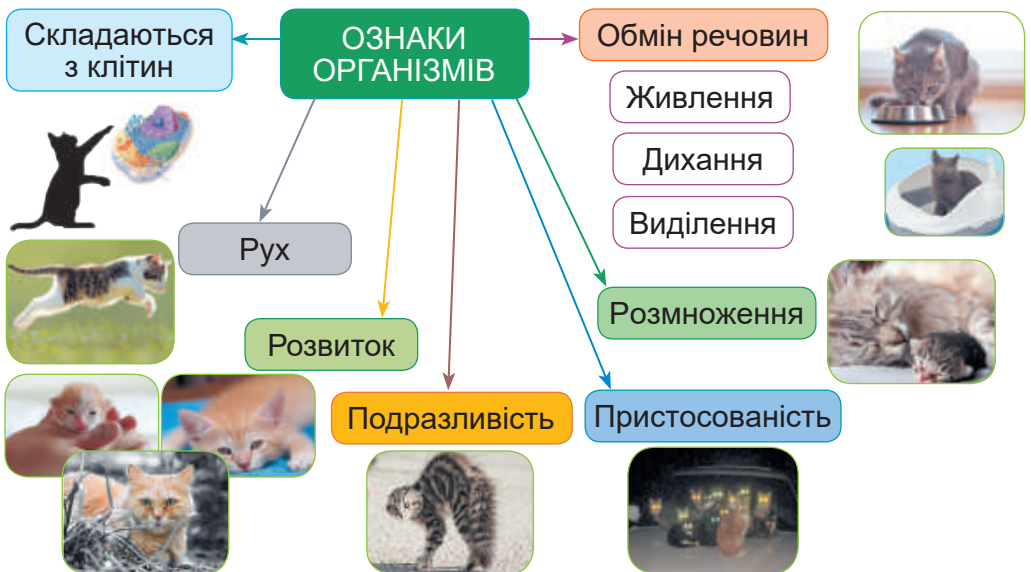 Складаються
з клітин
ОЗНАКИ
ОРГАНІЗМІВ
Обмін речовин
Живлення
Дихання
Виділення
Рух
Розмноження
Розвиток
Подразливість
Пристосованість